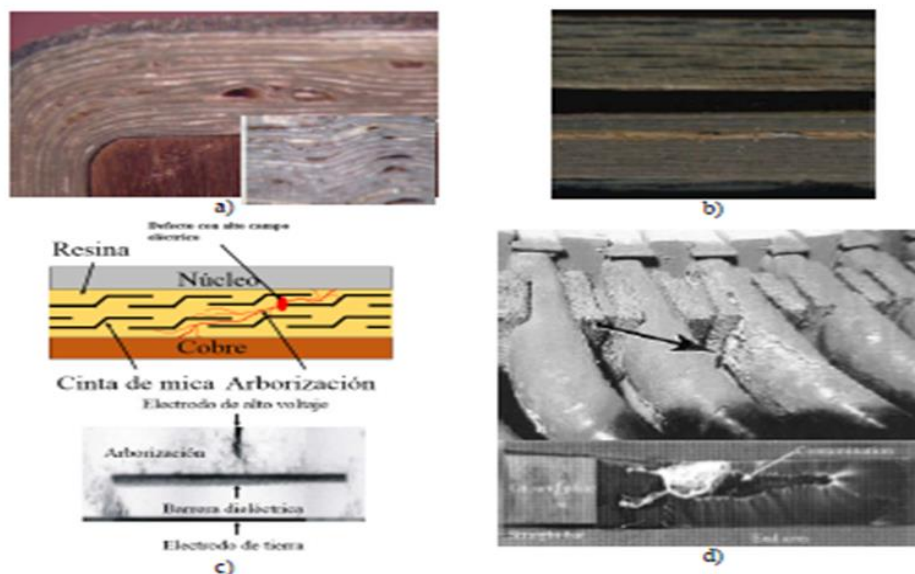 a)
b)
Defecto con alto campo
eléctrico
Resina
Núcleo
Cobre
Cinta de mica Arborización
Electrodo de alto voltaje
Arborización
Barrera dieléctrica
Electrodo de tierra
c)
d)